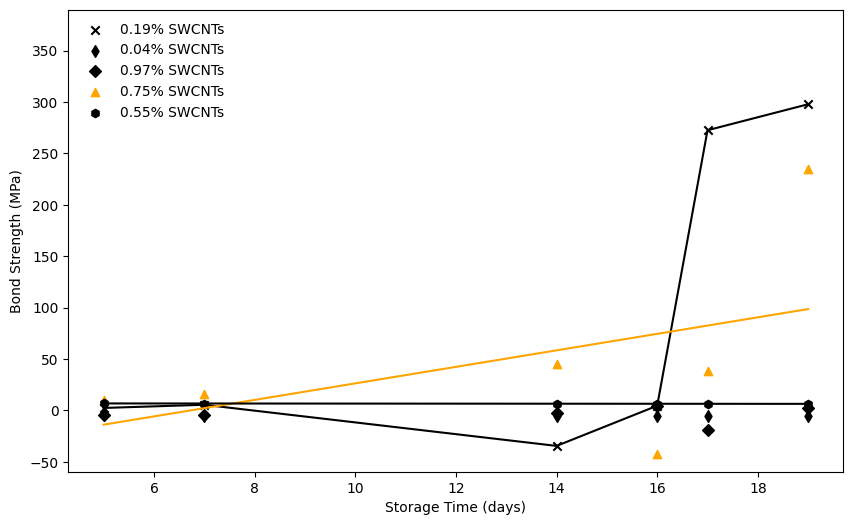 0.19% SWCNTs
0.04% SWCNTs
0.97% SWCNTs
0.75% SWCNTs
0.55% SWCNTs
350
300
250
200
150
100
50
0
−50
Bond Strength (MPa)
6 8 10 12 14 16 18
Storage Time (days)